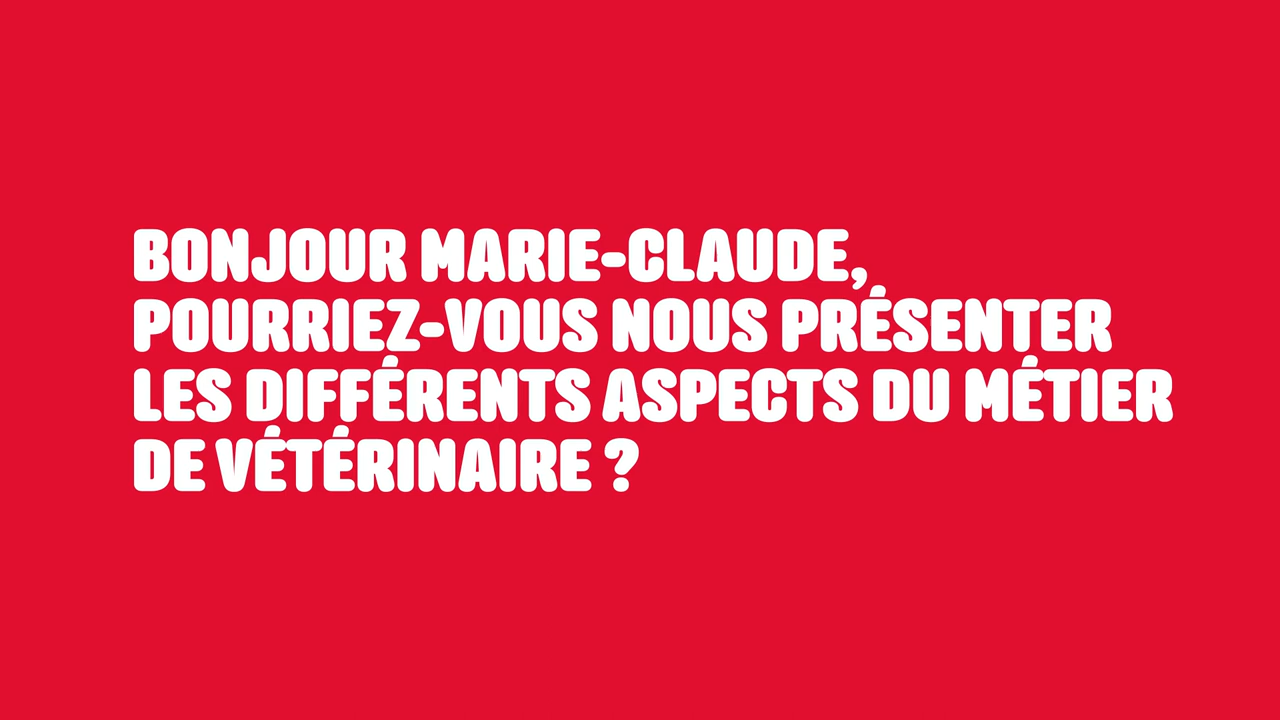 BONJOUR MARIE-CLAUDE,
POURRIEZ-VOUS NOUS PRÉSENTER
LES DIFFÉRENTS ASPECTS DU MÉTIER
DE VÉTÉRINAIRE ?